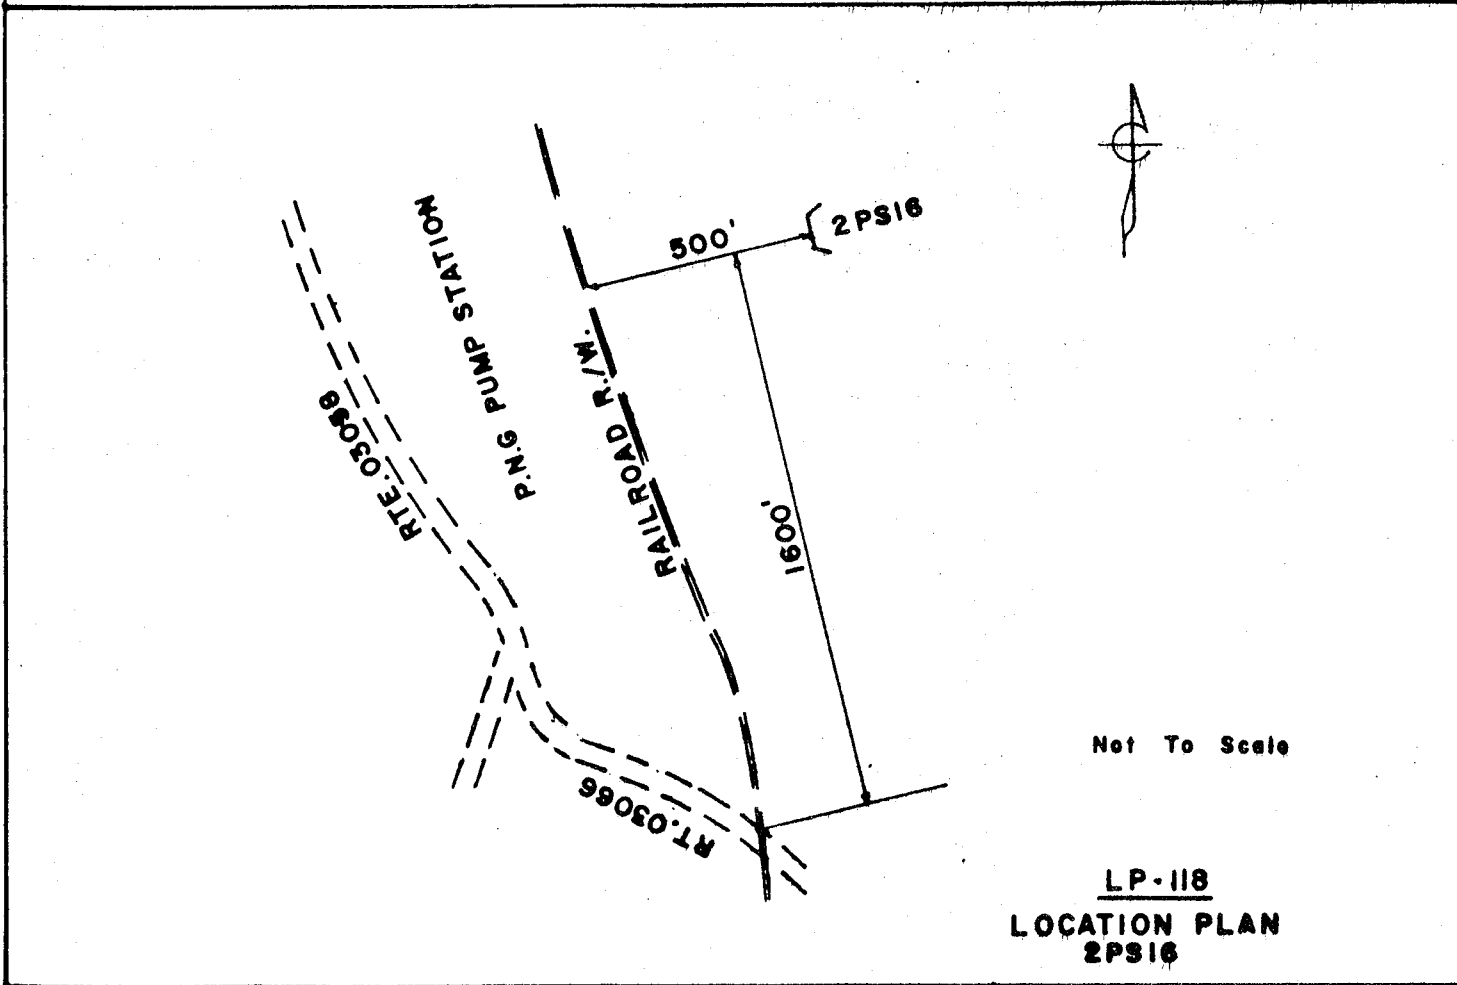 500'
2PS16
P.N.G PUMP STATION
RAILROAD R./W.
RTE. 03058
1600'
RT. 03066
Not To Scale
LP-118
LOCATION PLAN
2PS16